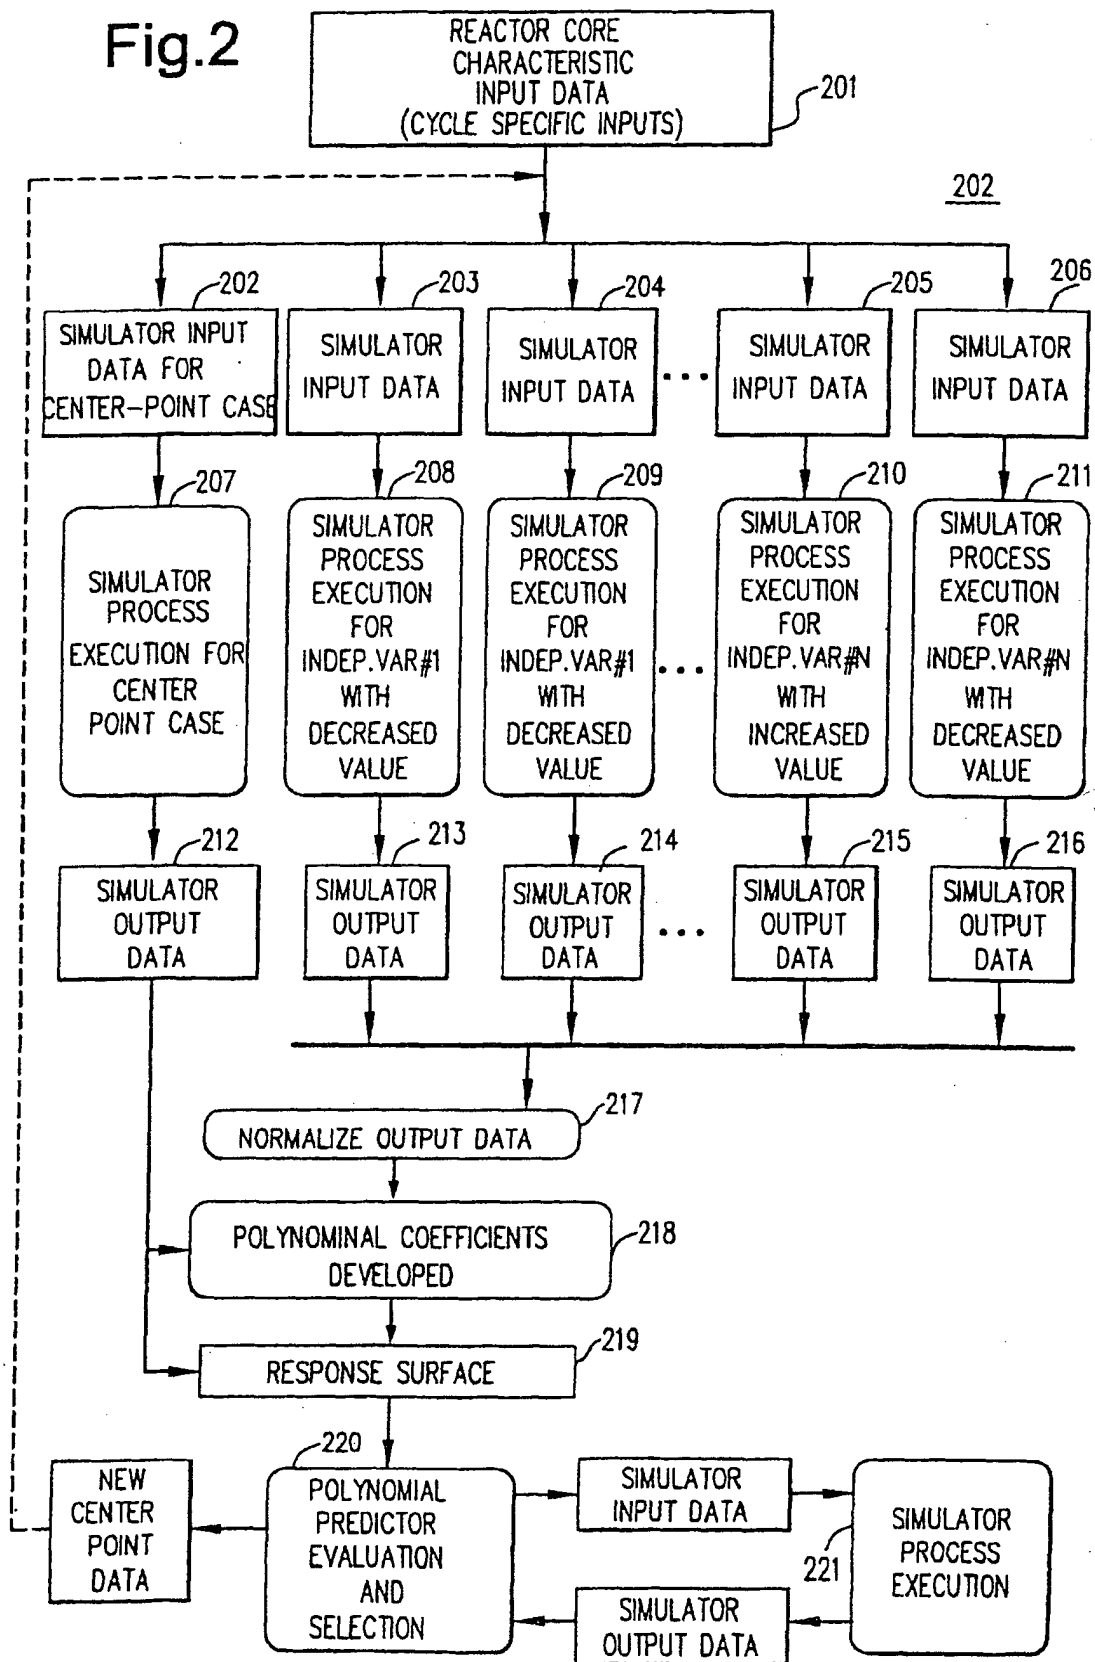 Fig.2
REACTOR CORE
CHARACTERISTIC
INPUT DATA
(CYCLE SPECIFIC INPUTS)
201
202
202
SIMULATOR INPUT
DATA FOR
CENTER-POINT CASE
203
SIMULATOR
INPUT DATA
204
SIMULATOR
INPUT DATA
...
205
SIMULATOR
INPUT DATA
206
SIMULATOR
INPUT DATA
207
SIMULATOR
PROCESS
EXECUTION FOR
CENTER
POINT CASE
208
SIMULATOR
PROCESS
EXECUTION
FOR
INDEP.VAR#1
WITH
DECREASED
VALUE
209
SIMULATOR
PROCESS
EXECUTION
FOR
INDEP.VAR#1
WITH
DECREASED
VALUE
...
210
SIMULATOR
PROCESS
EXECUTION
FOR
INDEP.VAR#N
WITH
INCREASED
VALUE
211
SIMULATOR
PROCESS
EXECUTION
FOR
INDEP.VAR#N
WITH
DECREASED
VALUE
212
SIMULATOR
OUTPUT
DATA
213
SIMULATOR
OUTPUT
DATA
214
SIMULATOR
OUTPUT
DATA
...
215
SIMULATOR
OUTPUT
DATA
216
SIMULATOR
OUTPUT
DATA
217
NORMALIZE OUTPUT DATA
POLYNOMINAL COEFFICIENTS
DEVELOPED
218
RESPONSE SURFACE
219
NEW
CENTER
POINT
DATA
220
POLYNOMIAL
PREDICTOR
EVALUATION
AND
SELECTION
SIMULATOR
INPUT DATA
SIMULATOR
OUTPUT DATA
221
SIMULATOR
PROCESS
EXECUTION